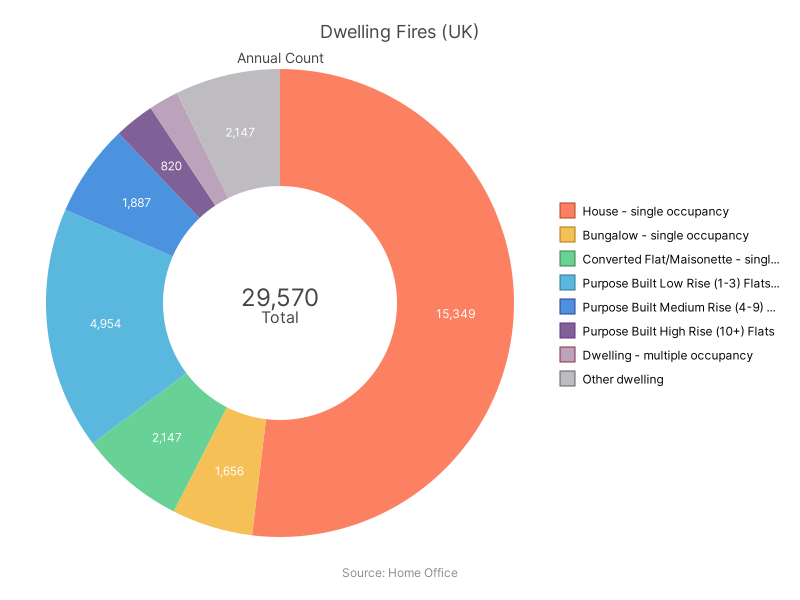 Dwelling Fires (UK)
Annual Count
2,147
820
1,887
4,954
2,147
1,656
15,349
29,570
Total
House - single occupancy
Bungalow - single occupancy
Converted Flat/Maisonette - singl...
Purpose Built Low Rise (1-3) Flats...
Purpose Built Medium Rise (4-9) ...
Purpose Built High Rise (10+) Flats
Dwelling - multiple occupancy
Other dwelling
Source: Home Office